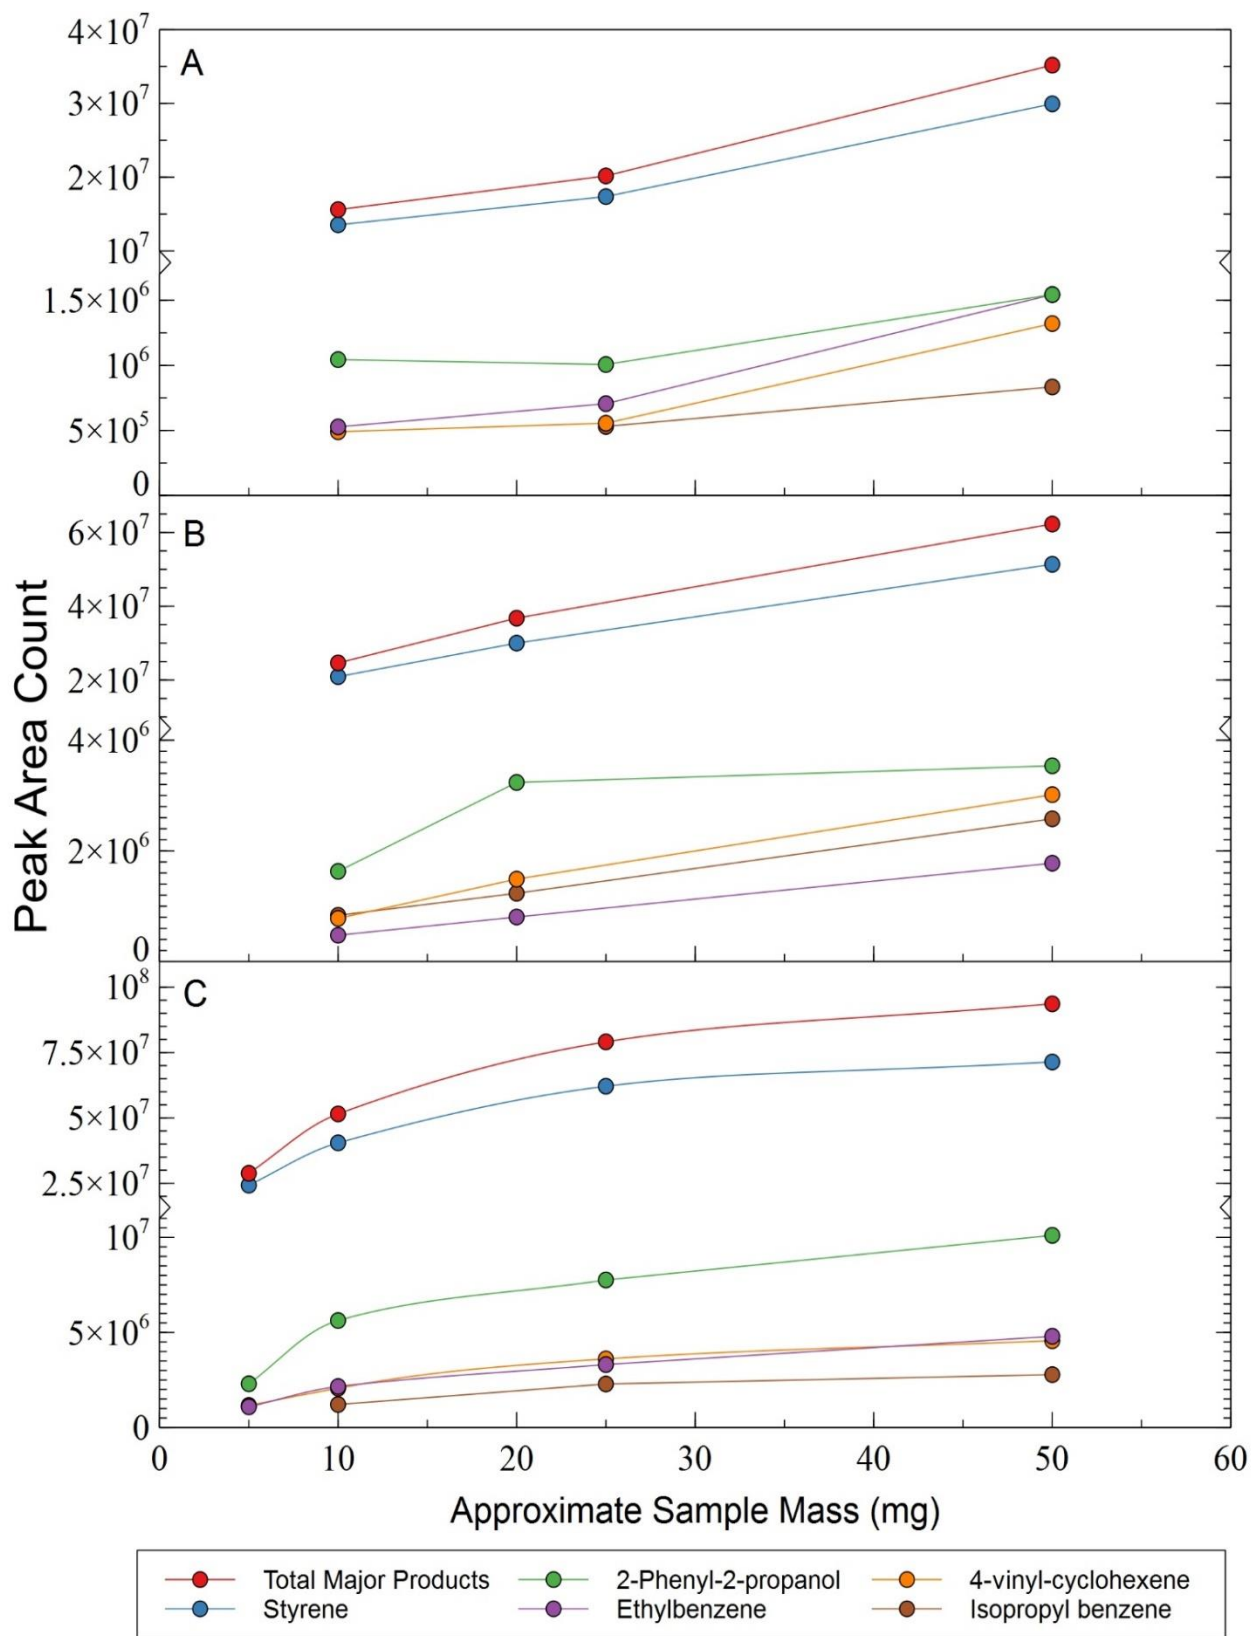 A
4×10⁷
3×10⁷
2×10⁷
10⁷
1.5×10⁶
10⁶
5×10⁵
0
B
6×10⁷
4×10⁷
2×10⁷
4×10⁶
2×10⁶
0
C
10⁸
7.5×10⁷
5×10⁷
2.5×10⁷
10⁷
5×10⁶
0
Peak Area Count
0 10 20 30 40 50 60
Approximate Sample Mass (mg)
Total Major Products 2-Phenyl-2-propanol 4-vinyl-cyclohexene
Styrene Ethylbenzene Isopropyl benzene